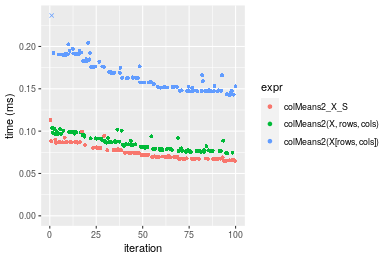 0.20
0.15
0.10
0.05
0.00
time (ms)
0
25
50
75
100
iteration
expr
colMeans2_X_S
colMeans2(X, rows, cols)
colMeans2(X[rows, cols])